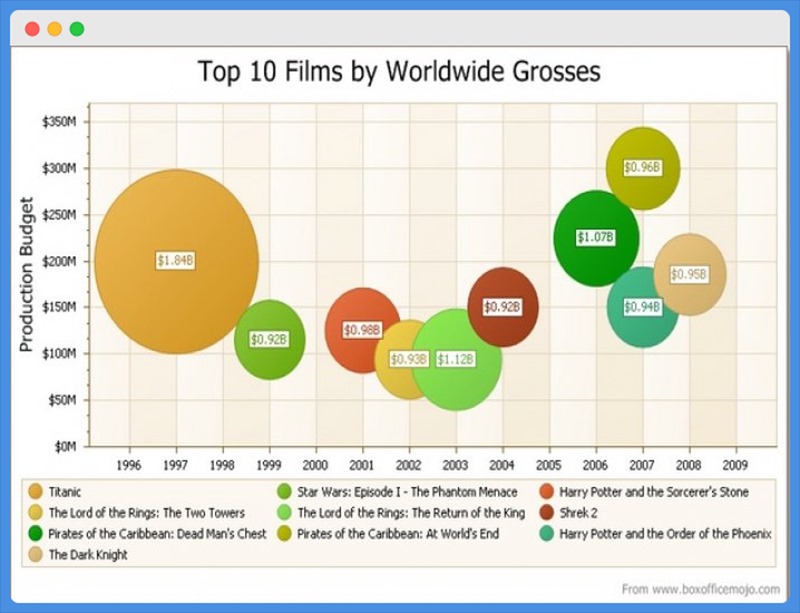 Top 10 Films by Worldwide Grosses
Production Budget
$350M
$300M
$250M
$200M
$150M
$100M
$50M
$0M
$1.84B
$0.92B
$0.98B
$0.93B
$1.12B
$0.92B
$1.07B
$0.96B
$0.94B
$0.95B
1996 1997 1998 1999 2000 2001 2002 2003 2004 2005 2006 2007 2008 2009
Titanic Star Wars: Episode I - The Phantom Menace Harry Potter and the Sorcerer's Stone
The Lord of the Rings: The Two Towers The Lord of the Rings: The Return of the King Shrek 2
Pirates of the Caribbean: Dead Man's Chest Pirates of the Caribbean: At World's End Harry Potter and the Order of the Phoenix
The Dark Knight
From www.boxofficemojo.com